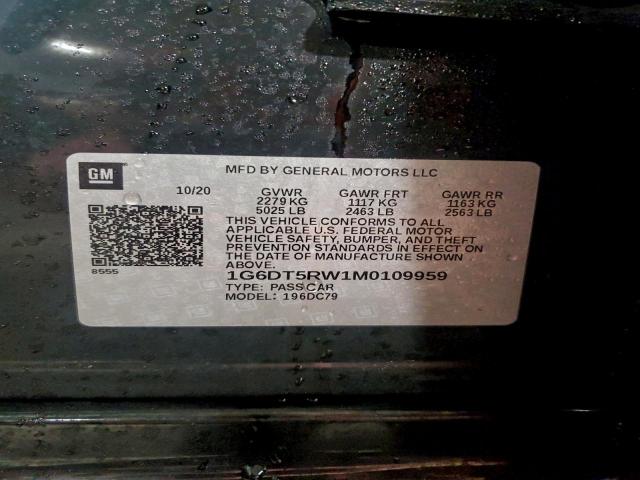 GM
MFD BY GENERAL MOTORS LLC
10/20 GVWR GAWR FRT GAWR RR
2279 KG 1117 KG 1163 KG
5025 LB 2463 LB 2563 LB
THIS VEHICLE CONFORMS TO ALL
APPLICABLE U.S. FEDERAL MOTOR
VEHICLE SAFETY, BUMPER, AND THEFT
PREVENTION STANDARDS IN EFFECT ON
THE DATE OF MANUFACTURE SHOWN
ABOVE.
8555
1G6DT5RW1M0109959
TYPE: PASS CAR
MODEL: 196DC79